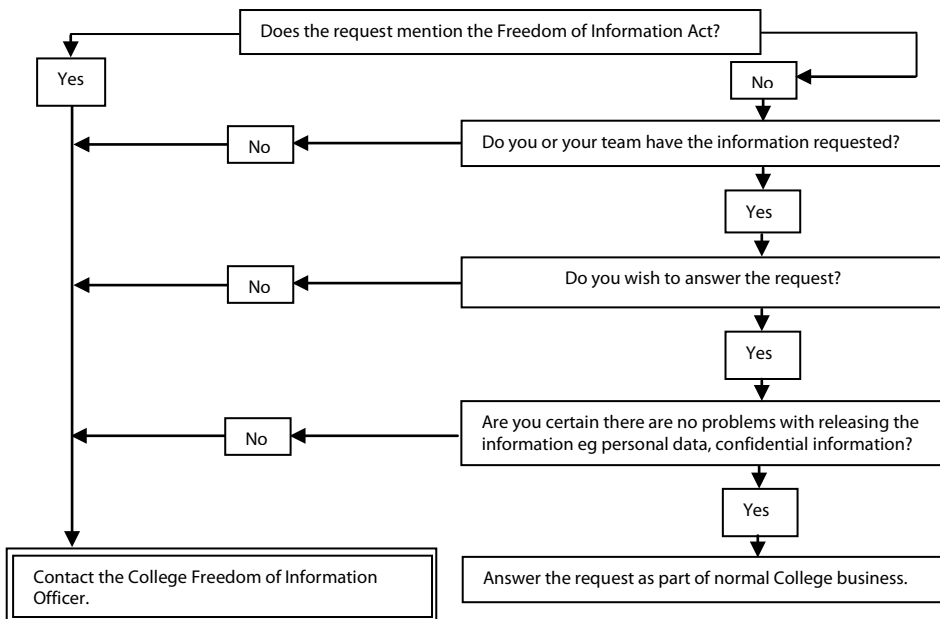 Does the request mention the Freedom of Information Act?
Yes
No
Do you or your team have the information requested?
No
Yes
Do you wish to answer the request?
No
Yes
Are you certain there are no problems with releasing the
information eg personal data, confidential information?
No
Yes
Contact the College Freedom of Information
Officer.
Answer the request as part of normal College business.